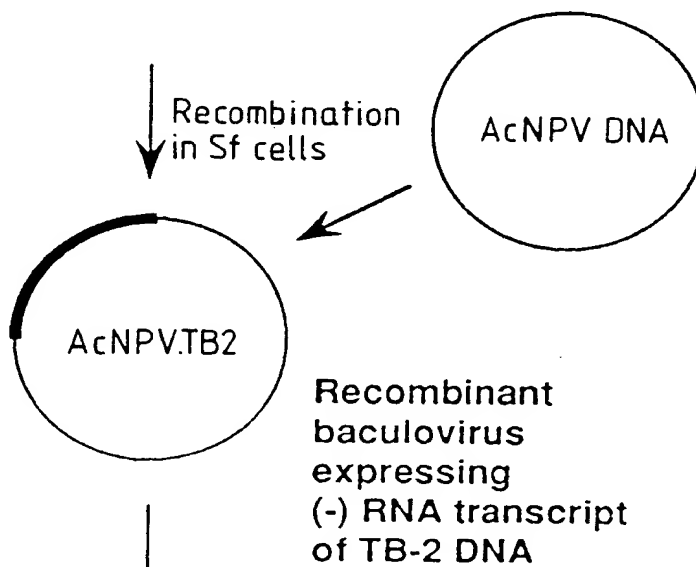 Recombination
in Sf cells
AcNPV DNA
AcNPV.TB2
Recombinant
baculovirus
expressing
(-) RNA transcript
of TB-2 DNA